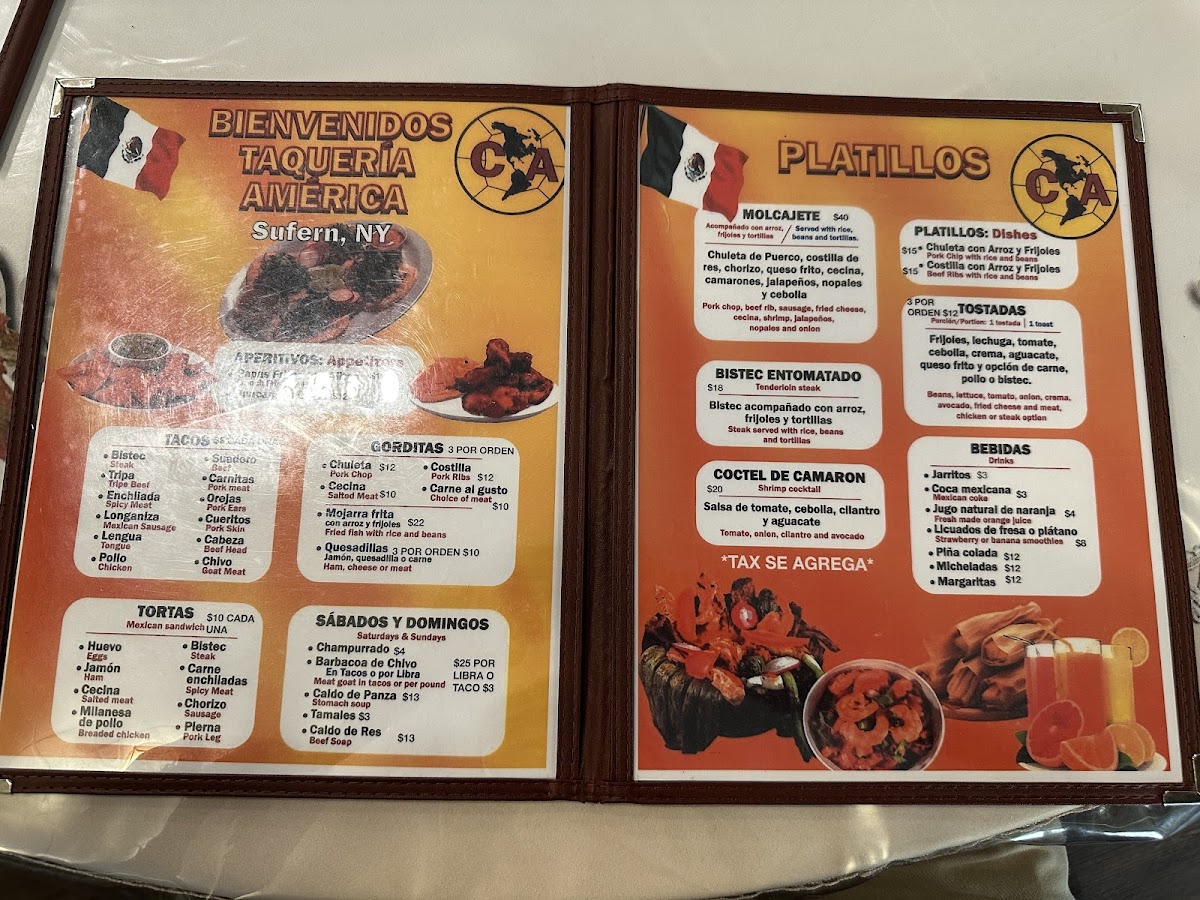 BIENVENIDOS
TAQUERÍA
AMÉRICA
Sufern, NY
CA
APERITIVOS: Appetizers
TACOS
• Bistec
Steak
• Tripa
Tripe Beef
• Enchilada
Spicy Meat
• Longaniza
Mexican Sausage
• Lengua
Tongue
• Pollo
Chicken
• Suadero
Beef
• Carnitas
Pork meat
• Orejas
Pork Ears
• Cueritos
Pork Skin
• Cabeza
Beef Head
• Chivo
Goat Meat
GORDITAS 3 POR ORDEN
• Chuleta $12
Pork Chop
• Cecina
Salted Meat $10
• Costilla
Pork Ribs $12
• Carne al gusto
Choice of meat
$10
• Mojarra frita
con arroz y frijoles $22
Fried fish with rice and beans
• Quesadillas 3 POR ORDEN $10
Jamón, quesadilla o carne
Ham, cheese or meat
TORTAS $10 CADA
Mexican sandwich UNA
• Huevo
Eggs
• Jamón
Ham
• Cecina
Salted meat
• Milanesa
de pollo
Breaded chicken
• Bistec
Steak
• Carne
enchiladas
Spicy Meat
• Chorizo
Sausage
• Pierna
Pork Leg
SÁBADOS Y DOMINGOS
Saturdays & Sundays
• Champurrado $4
• Barbacoa de Chivo
En Tacos o por Libra
Meat goat in tacos or per pound
$25 POR
LIBRA O
TACO $3
• Caldo de Panza $13
Stomach soup
• Tamales $3
• Caldo de Res $13
Beef Soap
PLATILLOS
CA
MOLCAJETE $40
Acompañado con arroz,
frijoles y tortillas
/
Served with rice,
beans and tortillas.
Chuleta de Puerco, costilla de
res, chorizo, queso frito, cecina,
camarones, jalapeños, nopales
y cebolla
Pork chop, beef rib, sausage, fried cheese,
cecina, shrimp, jalapeños,
nopales and onion
BISTEC ENTOMATADO
$18 Tenderloin steak
Bistec acompañado con arroz,
frijoles y tortillas
Steak served with rice, beans
and tortillas
COCTEL DE CAMARON
$20 Shrimp cocktail
Salsa de tomate, cebolla, cilantro
y aguacate
Tomato, onion, cilantro and avocado
*TAX SE AGREGA*
PLATILLOS: Dishes
$15 • Chuleta con Arroz y Frijoles
Pork Chip with rice and beans
$15 • Costilla con Arroz y Frijoles
Beef Ribs with rice and beans
3 POR
ORDEN $12 TOSTADAS
Porción/Portion: 1 tostada | 1 toast
Frijoles, lechuga, tomate,
cebolla, crema, aguacate,
queso frito y opción de carne,
pollo o bistec.
Beans, lettuce, tomato, onion, crema,
avocado, fried cheese and meat,
chicken or steak option
BEBIDAS
Drinks
• Jarritos $3
• Coca mexicana $3
Mexican coke
• Jugo natural de naranja $4
Fresh made orange juice
• Licuados de fresa o plátano
Strawberry or banana smoothies $8
• Piña colada $12
• Micheladas $12
• Margaritas $12